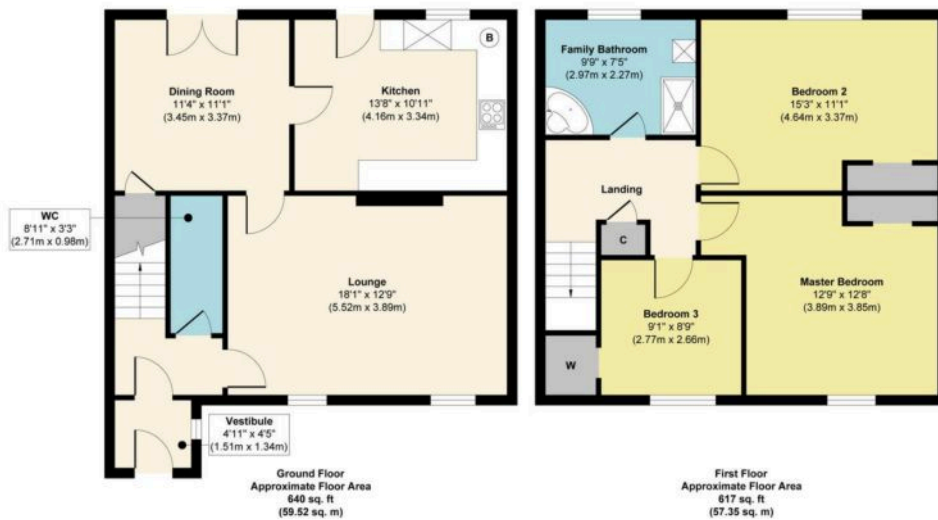 Dining Room
11'4" x 11'1"
(3.45m x 3.37m)
Kitchen
13'8" x 10'11"
(4.16m x 3.34m)
B
WC
8'11" x 3'3"
(2.71m x 0.98m)
Lounge
18'1" x 12'9"
(5.52m x 3.89m)
Vestibule
4'11" x 4'5"
(1.51m x 1.34m)
Ground Floor
Approximate Floor Area
640 sq. ft
(59.52 sq. m)
Family Bathroom
9'9" x 7'5"
(2.97m x 2.27m)
Bedroom 2
15'3" x 11'1"
(4.64m x 3.37m)
Landing
C
Master Bedroom
12'9" x 12'8"
(3.89m x 3.85m)
Bedroom 3
9'1" x 8'9"
(2.77m x 2.66m)
W
First Floor
Approximate Floor Area
617 sq. ft
(57.35 sq. m)